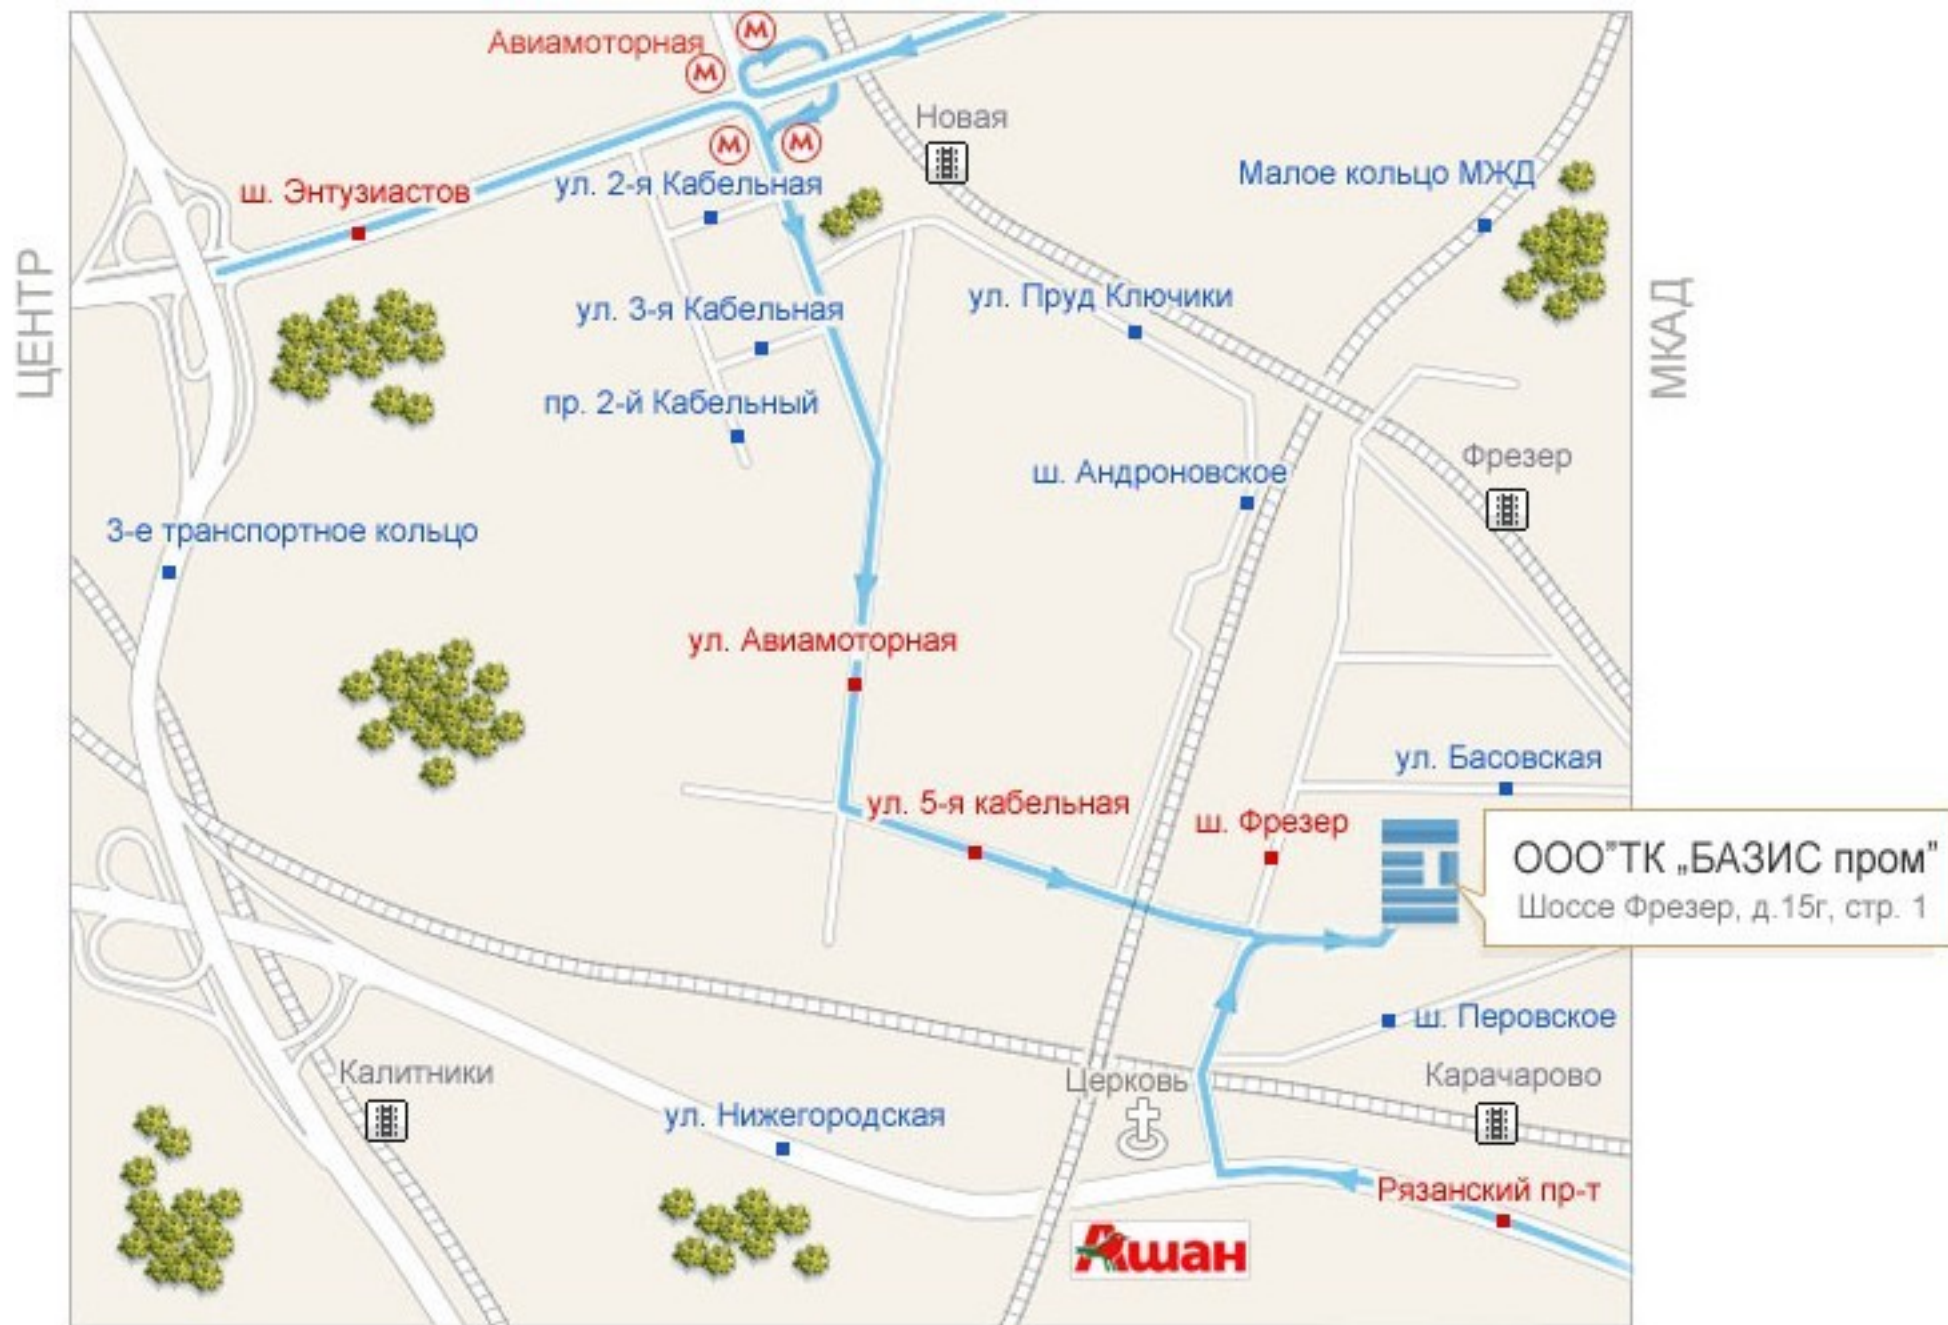 Авиамоторная
М
М
М
М
Новая
Малое кольцо МЖД
ш. Энтузиастов
ул. 2-я Кабельная
ЦЕНТР
ул. 3-я Кабельная
ул. Пруд Ключики
МКАД
пр. 2-й Кабельный
ш. Андроновское
Фрезер
3-е транспортное кольцо
ул. Авиамоторная
ул. Басовская
ул. 5-я кабельная
ш. Фрезер
ООО"ТК „БАЗИС пром"
Шоссе Фрезер, д.15г, стр. 1
ш. Перовское
Калитники
Церковь
Карачарово
ул. Нижегородская
Рязанский пр-т
Ашан